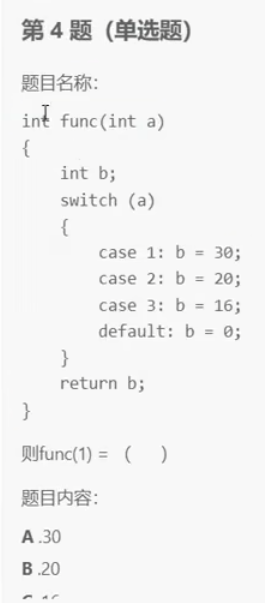 第 4 题（单选题）
题目名称：
int func(int a)
{
int b;
switch (a)
{
case 1: b = 30;
case 2: b = 20;
case 3: b = 16;
default: b = 0;
}
return b;
}
则func(1) = （ ）
题目内容：
A .30
B .20